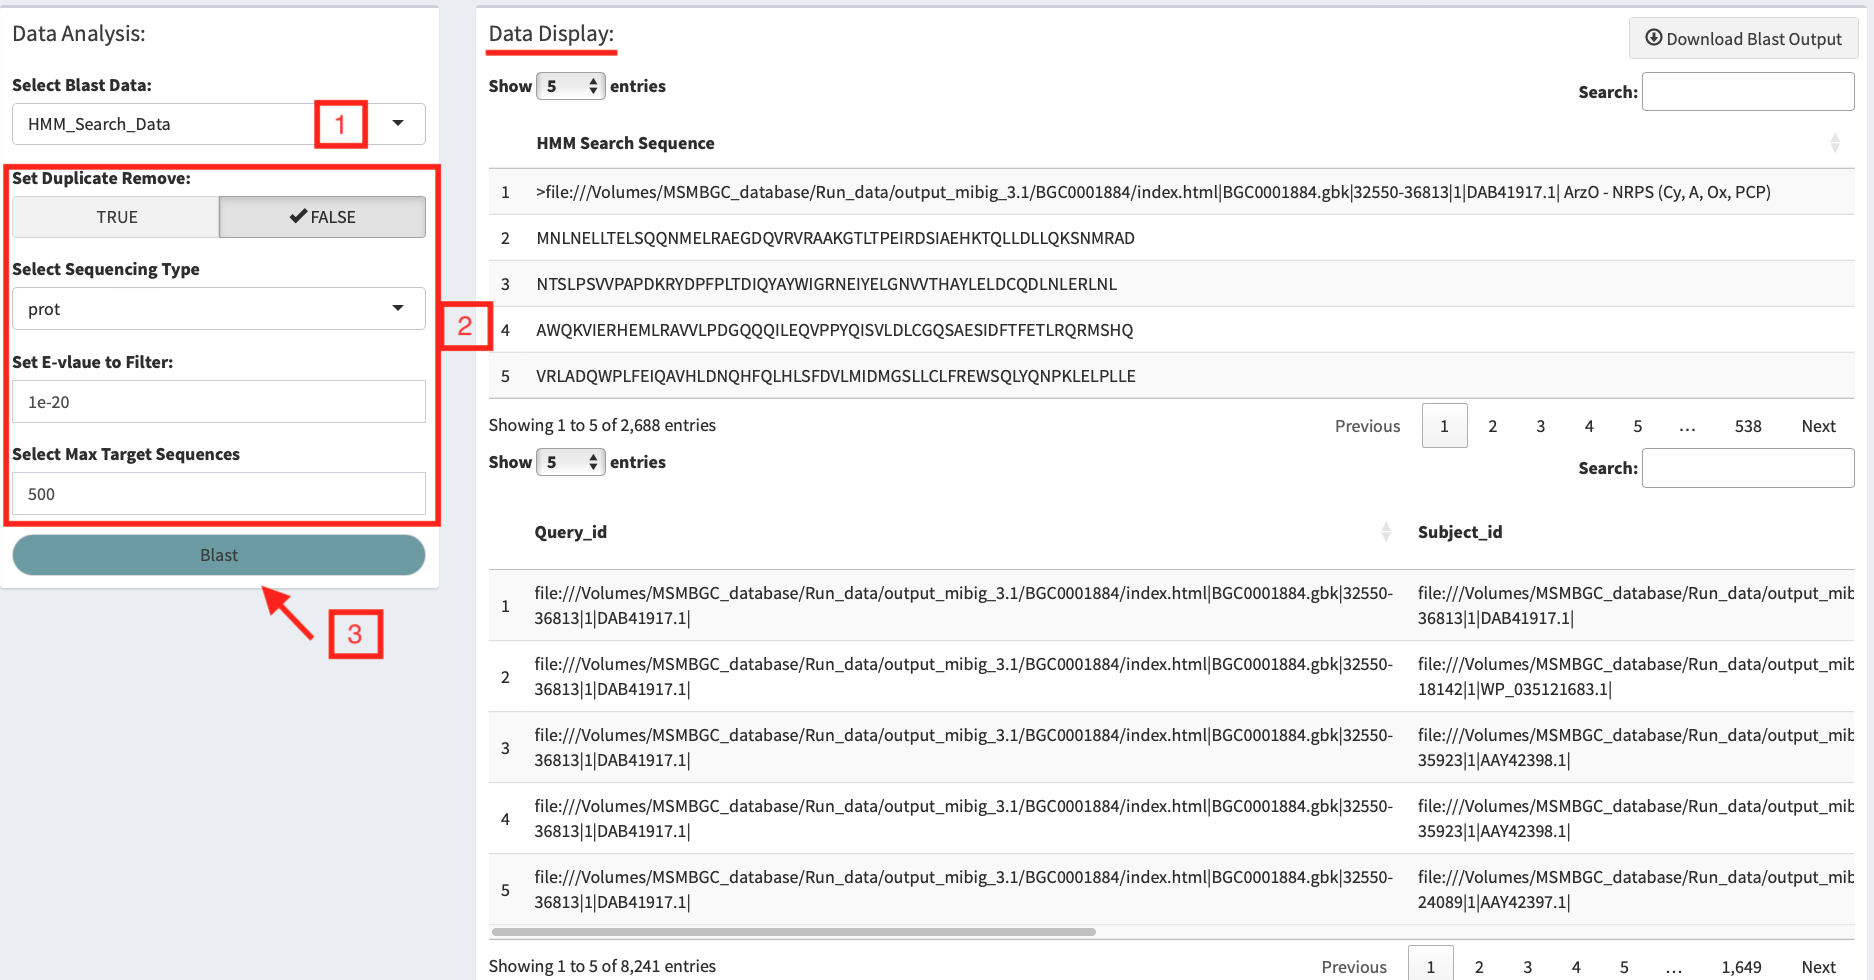 Data Analysis:
Select Blast Data:
HMM_Search_Data
1
Set Duplicate Remove:
TRUE
FALSE
Select Sequencing Type
prot
2
Set E-vlaue to Filter:
1e-20
Select Max Target Sequences
500
Blast
3
Data Display:
Download Blast Output
Show 5 entries
Search:
HMM Search Sequence
1 >file:///Volumes/MSMBGC_database/Run_data/output_mibig_3.1/BGC0001884/index.html|BGC0001884.gbk|32550-36813|1|DAB41917.1| ArzO - NRPS (Cy, A, Ox, PCP)
2 MNLNELLTELSQQNMELRAEGDQVRVRAAKGTLTPEIRDSIAEHKTQLLDLLQKSNMRAD
3 NTSLPSVVPAPDKRYDPFPLTDIQYAYWIGRNEIYELGNVVTHAYLELDCQDLNLERLNL
4 AWQKVIERHEMLRAVVLPDGQQQILEQVPPYQISVLDLCGQSAESIDFTFETLRQRMSHQ
5 VRLADQWPLFEIQAVHLDNQHFQLHLSFDVLMIDMGSLLCLFREWSQLYQNPKLELPLLE
Showing 1 to 5 of 2,688 entries
Previous 1 2 3 4 5 … 538 Next
Show 5 entries
Search:
Query_id Subject_id
1 file:///Volumes/MSMBGC_database/Run_data/output_mibig_3.1/BGC0001884/index.html|BGC0001884.gbk|32550- file:///Volumes/MSMBGC_database/Run_data/output_mib
36813|1|DAB41917.1| 36813|1|DAB41917.1|
2 file:///Volumes/MSMBGC_database/Run_data/output_mibig_3.1/BGC0001884/index.html|BGC0001884.gbk|32550- file:///Volumes/MSMBGC_database/Run_data/output_mib
36813|1|DAB41917.1| 18142|1|WP_035121683.1|
3 file:///Volumes/MSMBGC_database/Run_data/output_mibig_3.1/BGC0001884/index.html|BGC0001884.gbk|32550- file:///Volumes/MSMBGC_database/Run_data/output_mib
36813|1|DAB41917.1| 35923|1|AAY42398.1|
4 file:///Volumes/MSMBGC_database/Run_data/output_mibig_3.1/BGC0001884/index.html|BGC0001884.gbk|32550- file:///Volumes/MSMBGC_database/Run_data/output_mib
36813|1|DAB41917.1| 35923|1|AAY42398.1|
5 file:///Volumes/MSMBGC_database/Run_data/output_mibig_3.1/BGC0001884/index.html|BGC0001884.gbk|32550- file:///Volumes/MSMBGC_database/Run_data/output_mib
36813|1|DAB41917.1| 24089|1|AAY42397.1|
Showing 1 to 5 of 8,241 entries
Previous 1 2 3 4 5 … 1,649 Next